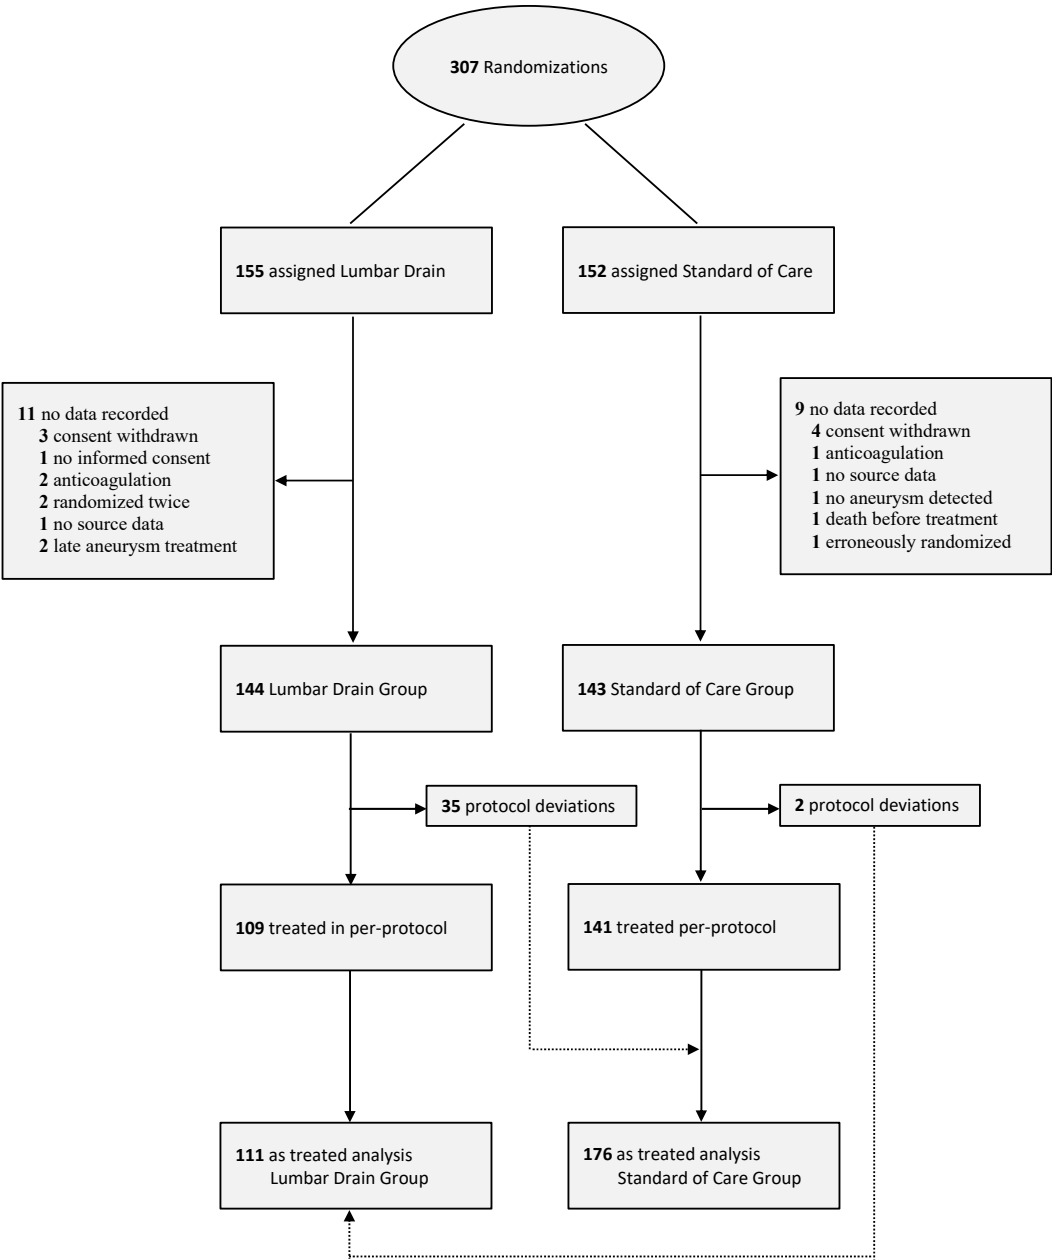 307 Randomizations
155 assigned Lumbar Drain
152 assigned Standard of Care
11 no data recorded
3 consent withdrawn
1 no informed consent
2 anticoagulation
2 randomized twice
1 no source data
2 late aneurysm treatment
9 no data recorded
4 consent withdrawn
1 anticoagulation
1 no source data
1 no aneurysm detected
1 death before treatment
1 erroneously randomized
144 Lumbar Drain Group
143 Standard of Care Group
35 protocol deviations
2 protocol deviations
109 treated in per-protocol
141 treated per-protocol
111 as treated analysis
Lumbar Drain Group
176 as treated analysis
Standard of Care Group